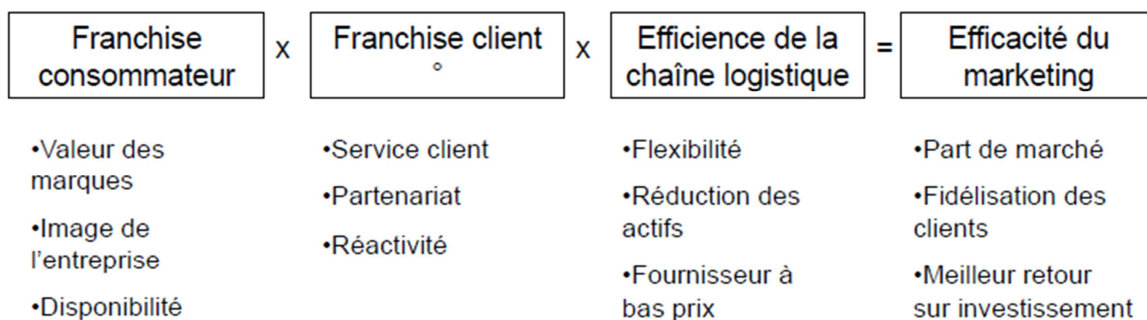 Franchise
consommateur
x
Franchise client
°
x
Efficience de la
chaîne logistique
=
Efficacité du
marketing
•Valeur des
marques
•Image de
l'entreprise
•Disponibilité
•Service client
•Partenariat
•Réactivité
•Flexibilité
•Réduction des
actifs
•Fournisseur à
bas prix
•Part de marché
•Fidélisation des
clients
•Meilleur retour
sur investissement